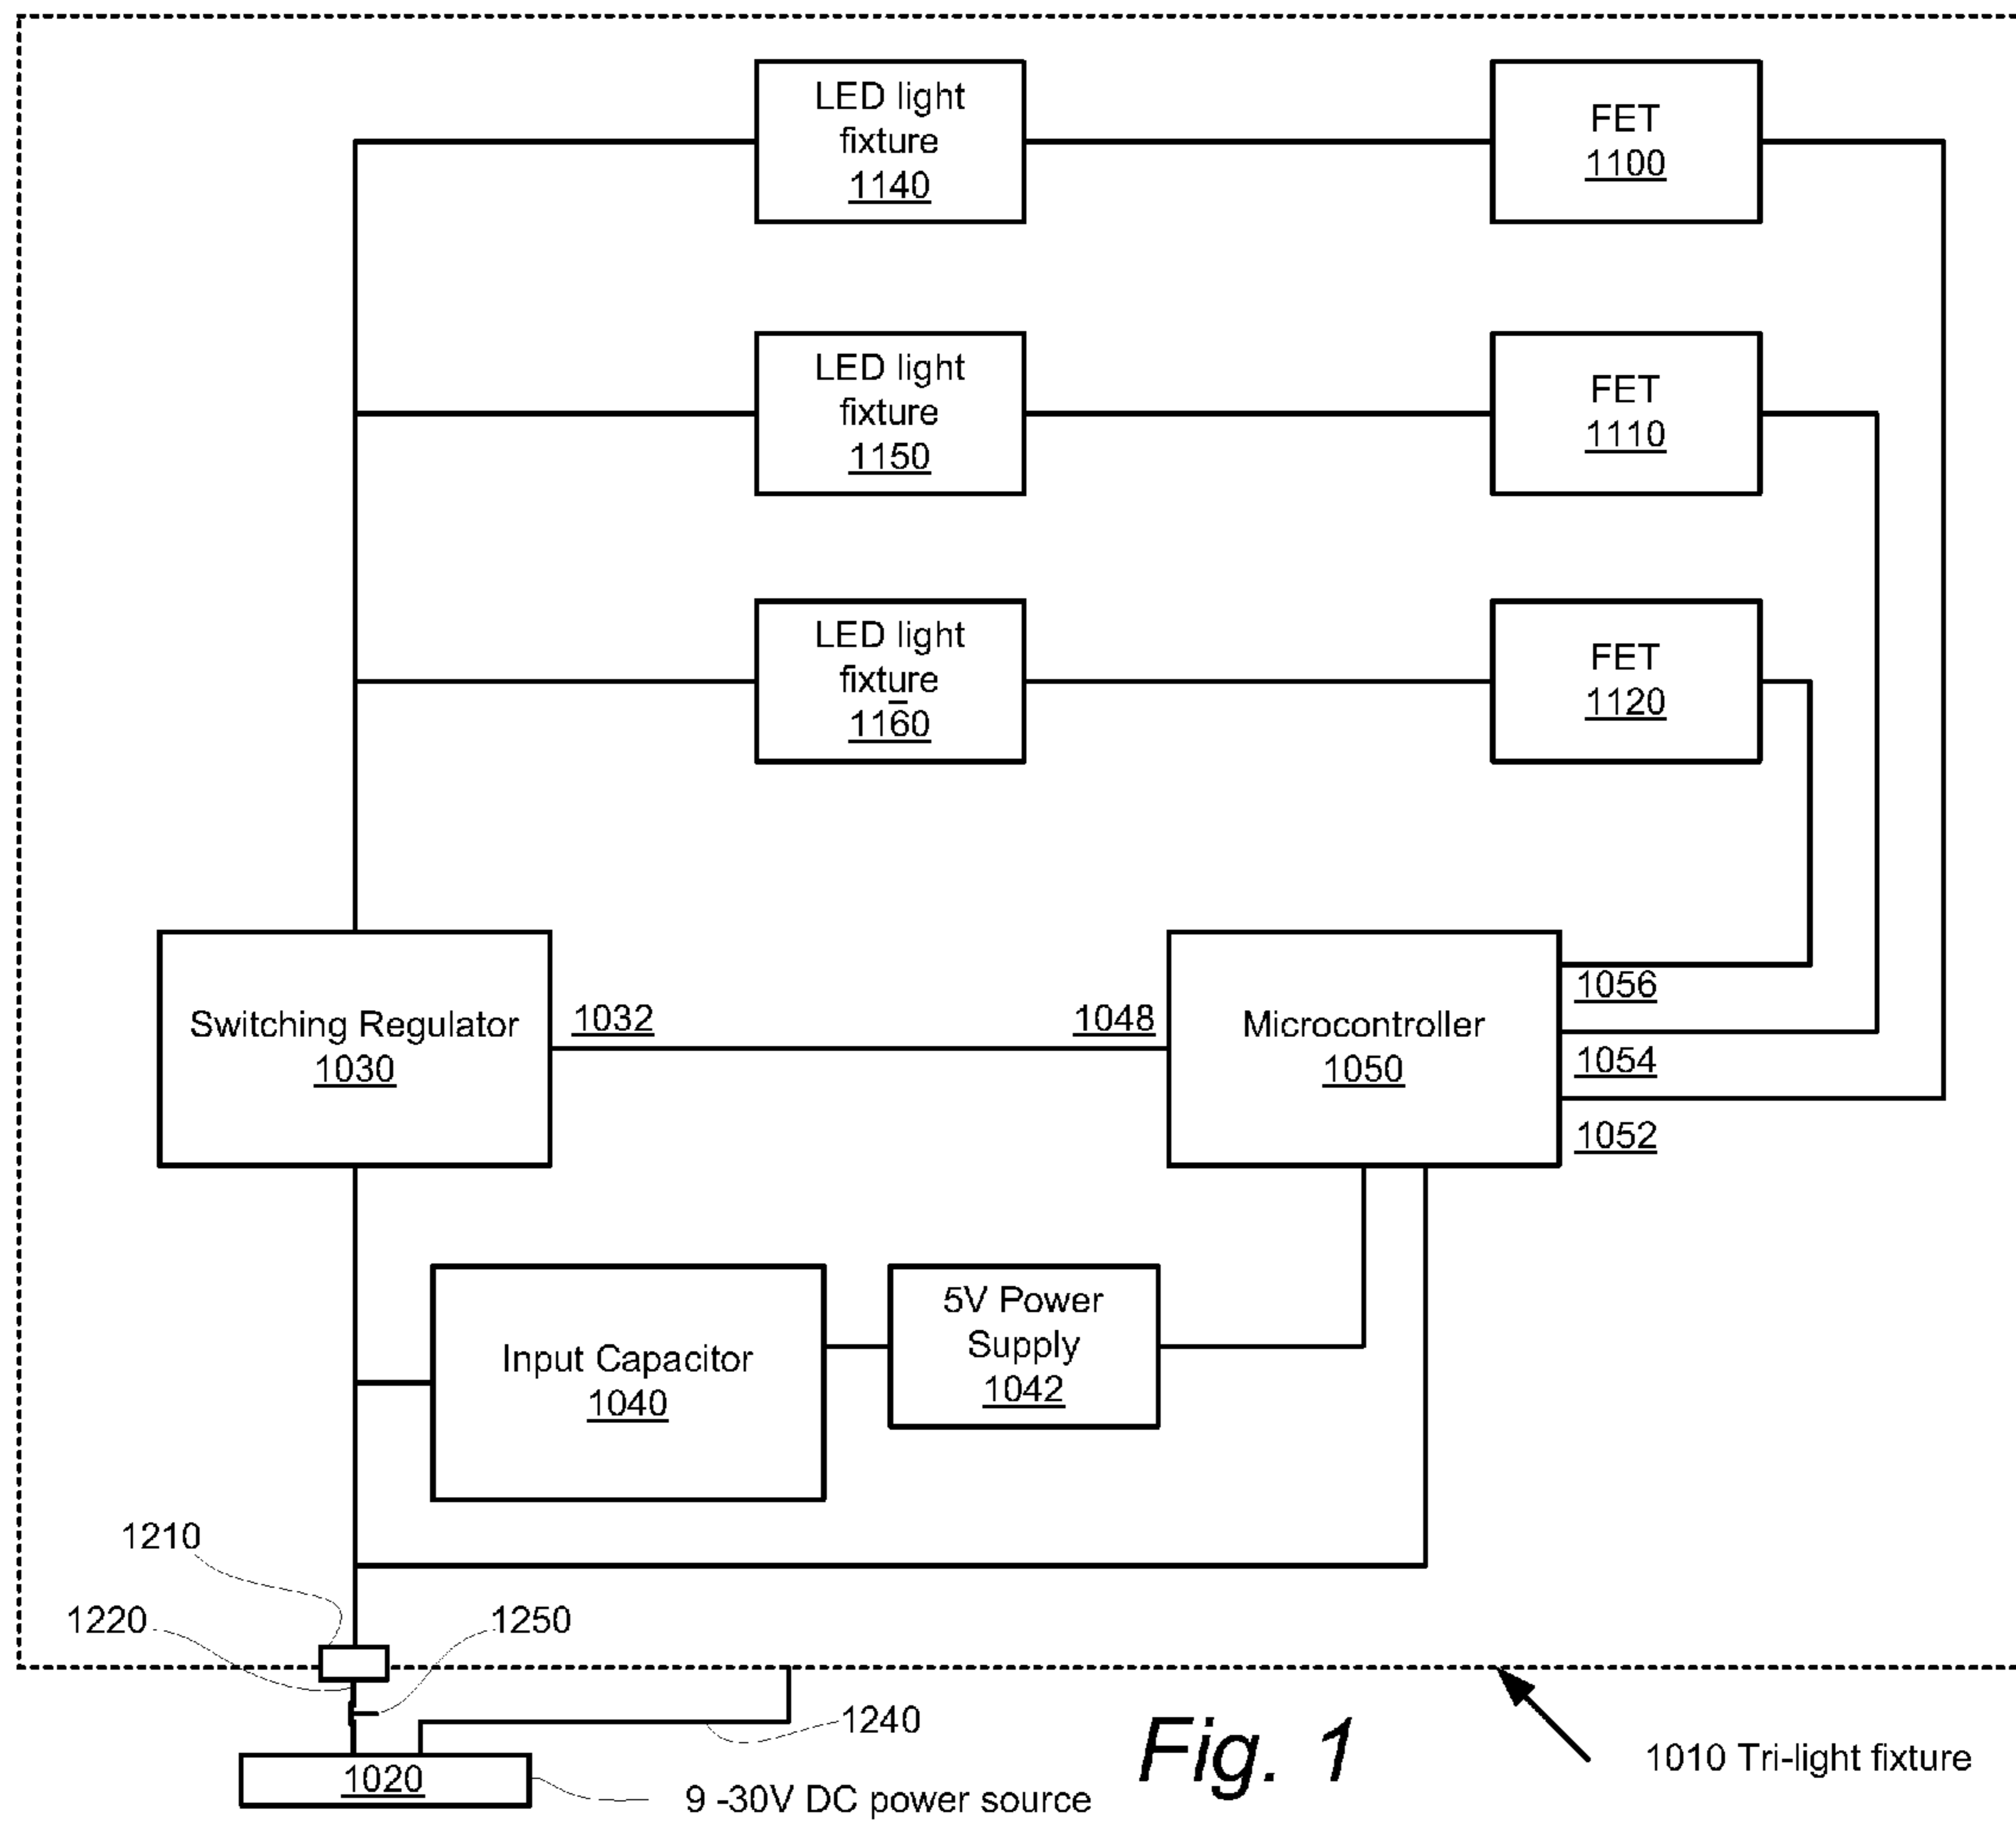 LED light
fixture
1140
FET
1100
LED light
fixture
1150
FET
1110
LED light
fixture
1160
FET
1120
Switching Regulator
1030
1032
1048
Microcontroller
1050
1056
1054
1052
Input Capacitor
1040
5V Power
Supply
1042
1210
1220
1250
1240
1020
9 -30V DC power source
Fig. 1
1010 Tri-light fixture